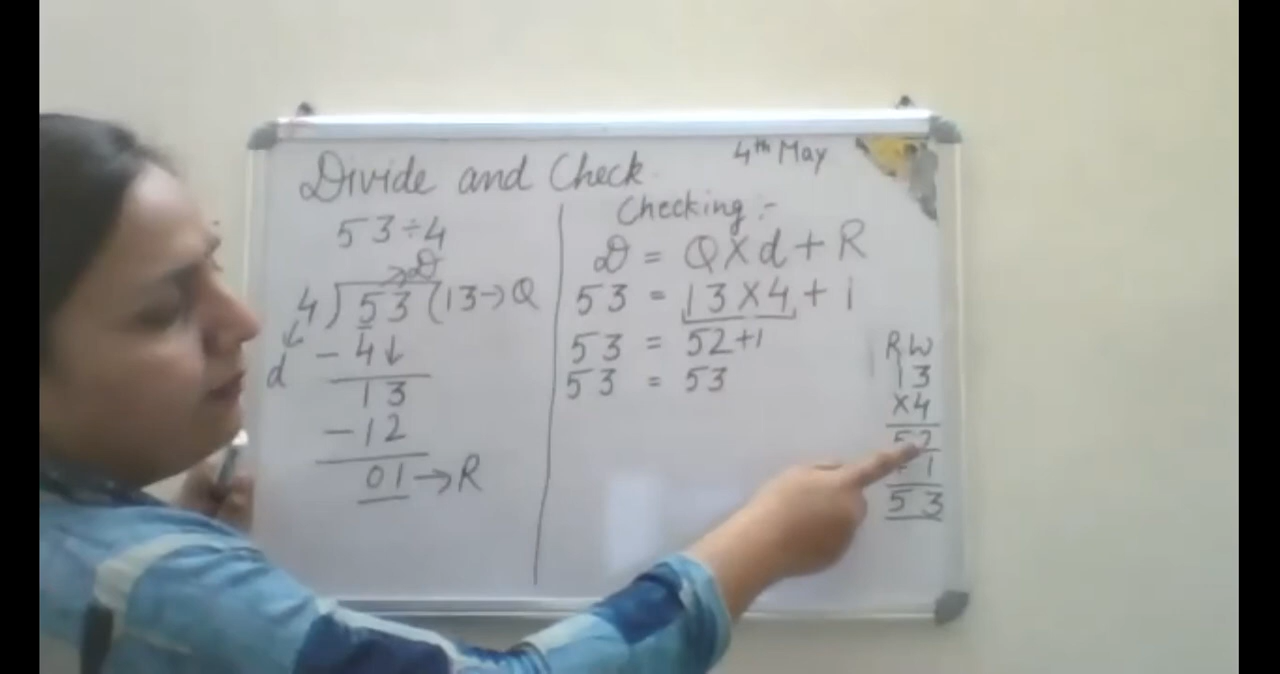 Divide and Check
4th May
53÷4
→D
4)53(13→Q
d
-4↓
13
-12
01→R
Checking:-
D = Q×d+R
53 = 13×4+1
53 = 52+1
53 = 53
RW
13
×4
52
+1
53